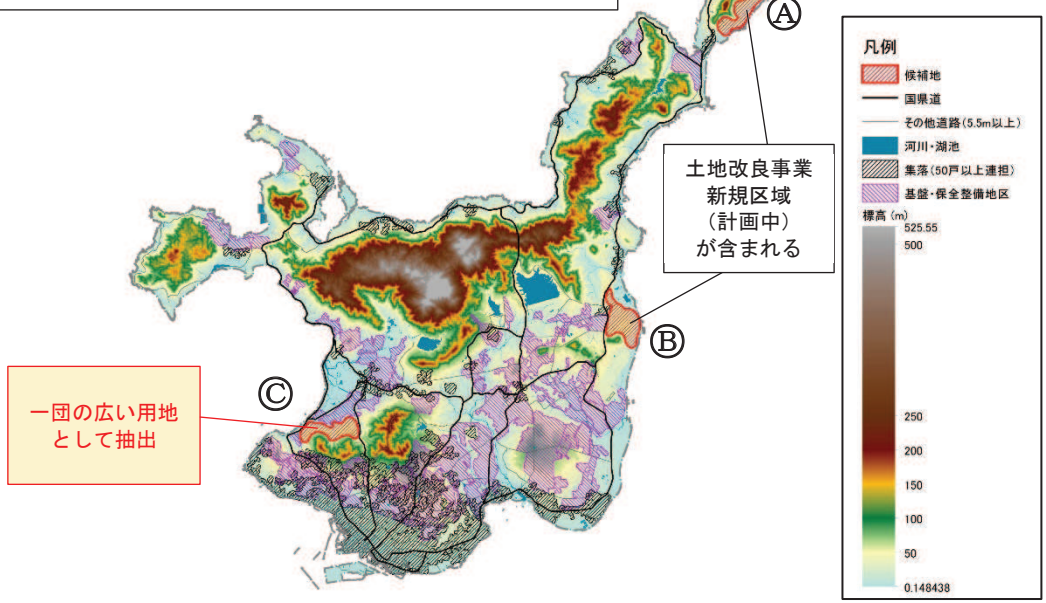 Ⓐ
土地改良事業
新規区域
（計画中）
が含まれる
Ⓑ
Ⓒ
一団の広い用地
として抽出
凡例
候補地
国県道
その他道路(5.5m以上)
河川・湖池
集落(50戸以上連担)
基盤・保全整備地区
標高 (m)
525.55
500
250
200
150
100
50
0.148438